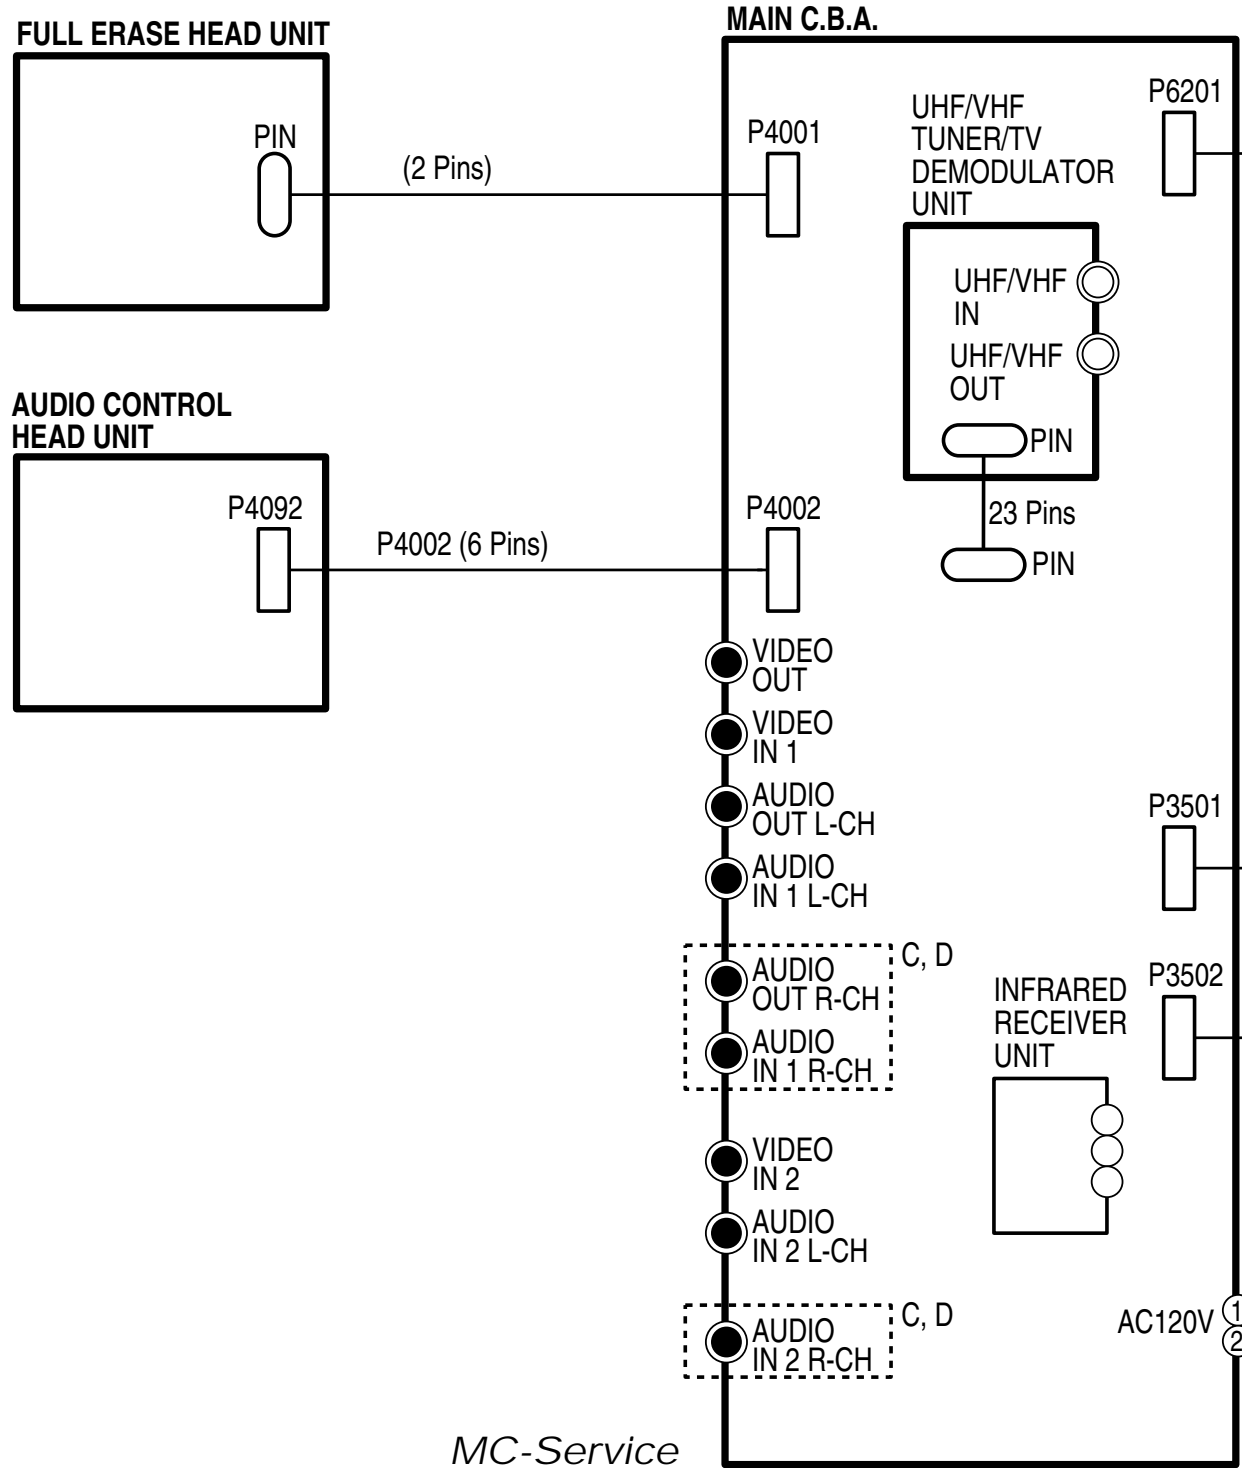 FULL ERASE HEAD UNIT
MAIN C.B.A.
PIN
(2 Pins)
P4001
UHF/VHF
TUNER/TV
DEMODULATOR
UNIT
P6201
UHF/VHF
IN
UHF/VHF
OUT
PIN
23 Pins
PIN
AUDIO CONTROL
HEAD UNIT
P4092
P4002 (6 Pins)
P4002
VIDEO
OUT
VIDEO
IN 1
AUDIO
OUT L-CH
AUDIO
IN 1 L-CH
C, D
AUDIO
OUT R-CH
AUDIO
IN 1 R-CH
VIDEO
IN 2
AUDIO
IN 2 L-CH
C, D
AUDIO
IN 2 R-CH
P3501
P3502
INFRARED
RECEIVER
UNIT
AC120V
1
2
MC-Service